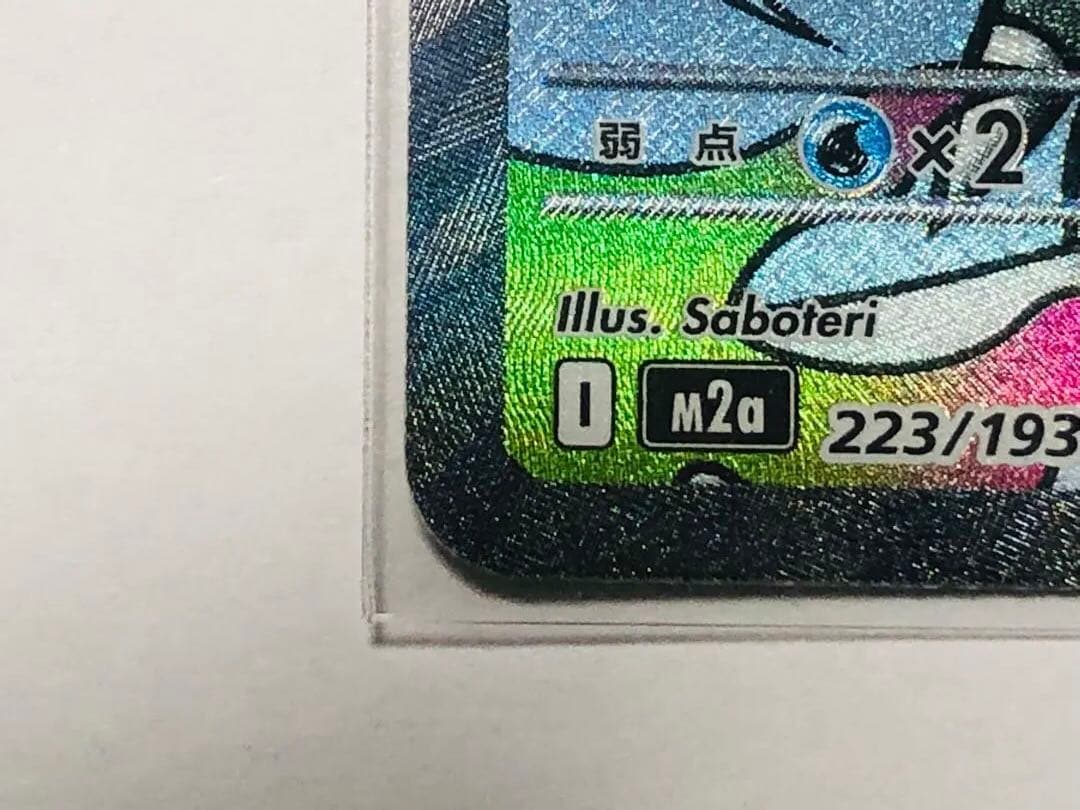 弱点 ×2
Illus. Saboteri
I M2a 223/193